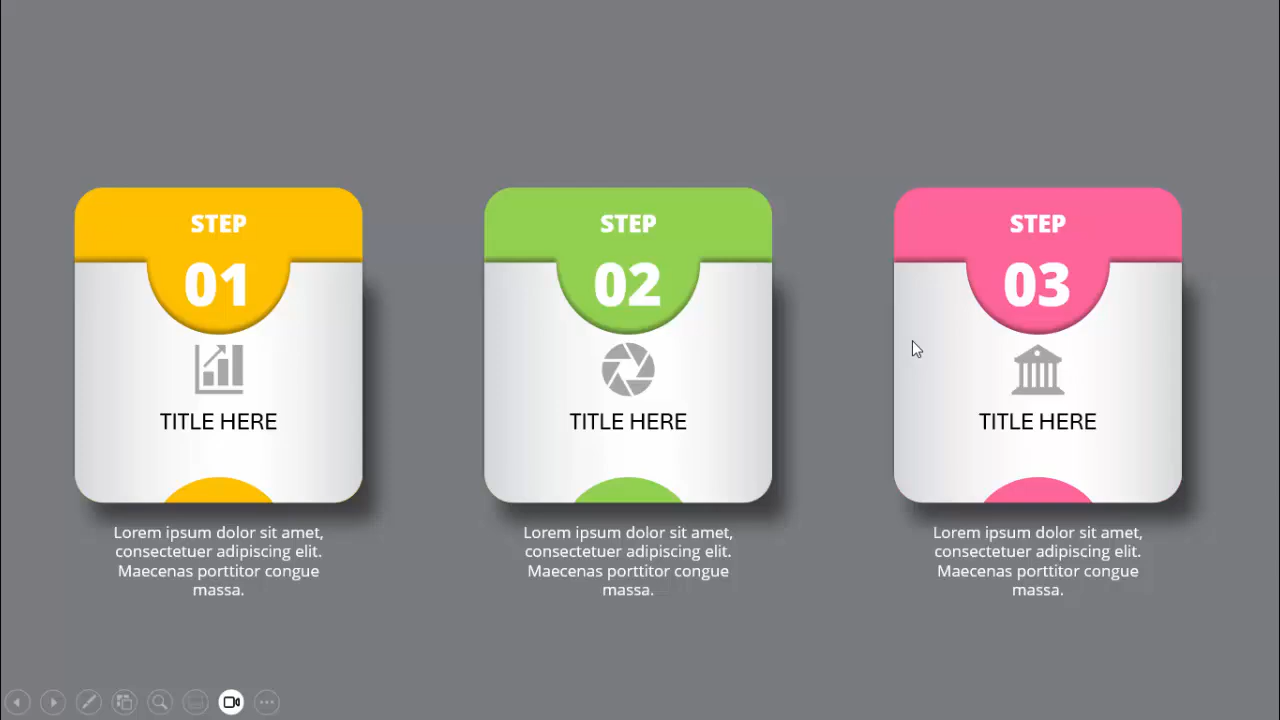 STEP
01
TITLE HERE
Lorem ipsum dolor sit amet,
consectetuer adipiscing elit.
Maecenas porttitor congue
massa.
STEP
02
TITLE HERE
Lorem ipsum dolor sit amet,
consectetuer adipiscing elit.
Maecenas porttitor congue
massa.
STEP
03
TITLE HERE
Lorem ipsum dolor sit amet,
consectetuer adipiscing elit.
Maecenas porttitor congue
massa.